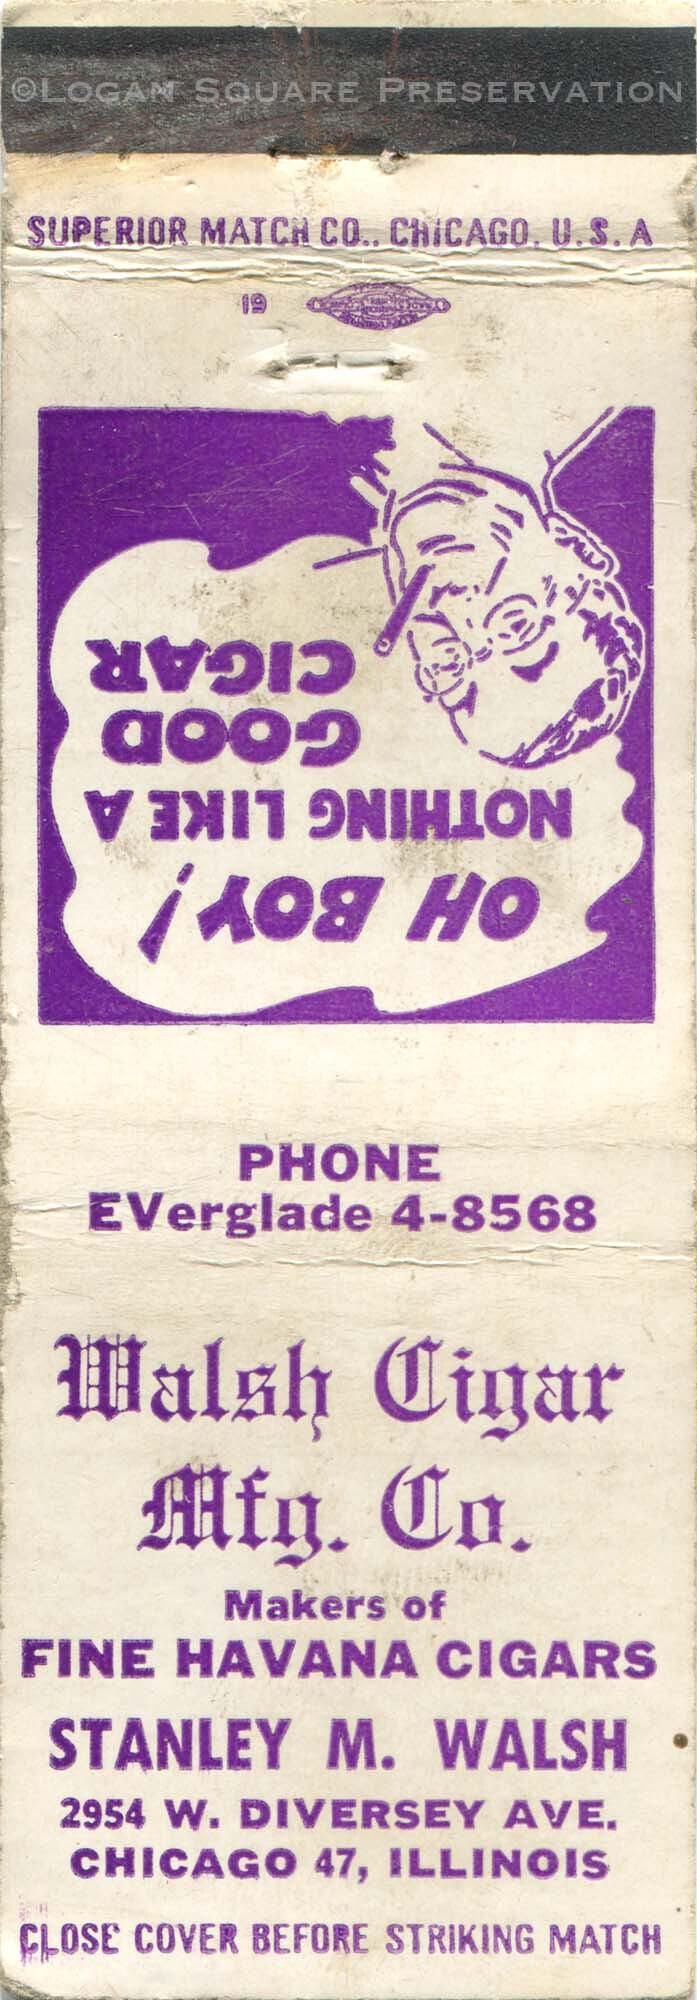 ©LOGAN SQUARE PRESERVATION
SUPERIOR MATCH CO., CHICAGO, U.S.A
19
OH BOY!
NOTHING LIKE A
GOOD
CIGAR
PHONE
EVerglade 4-8568
Walsh Cigar
Mfg. Co.
Makers of
FINE HAVANA CIGARS
STANLEY M. WALSH
2954 W. DIVERSEY AVE.
CHICAGO 47, ILLINOIS
CLOSE COVER BEFORE STRIKING MATCH